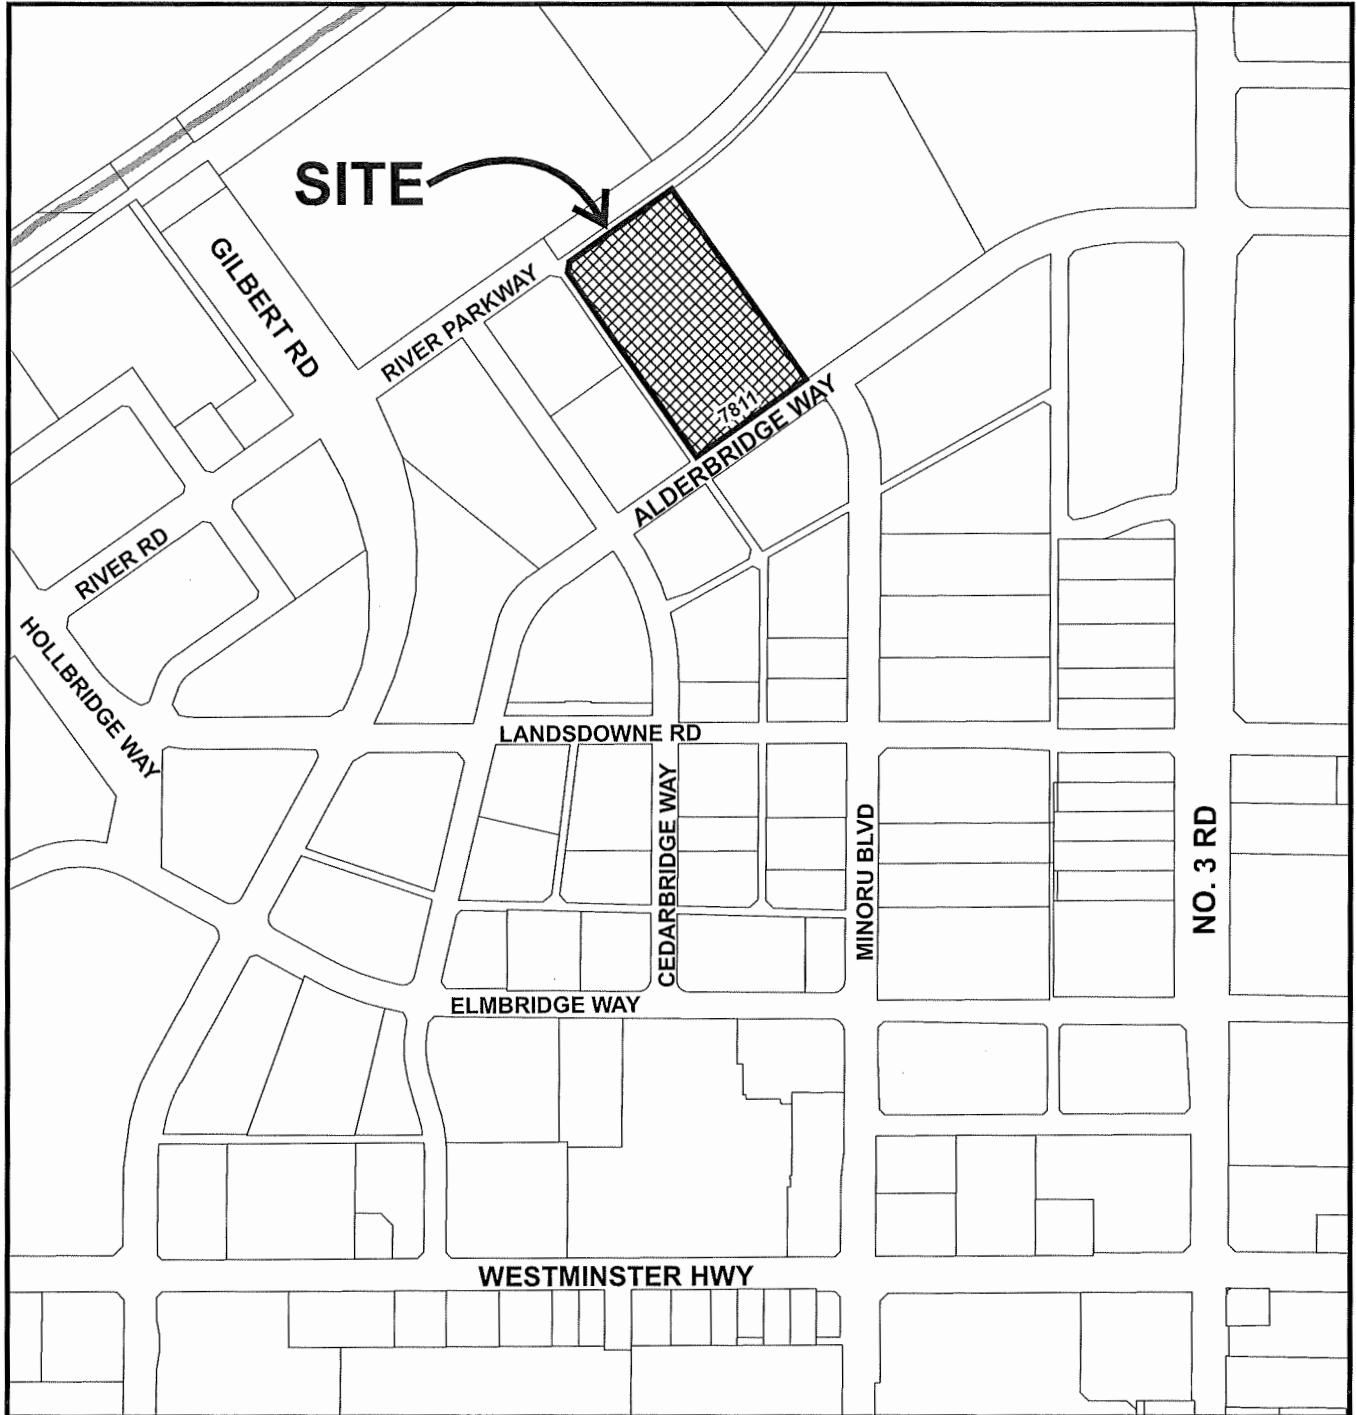 SITE
GILBERT RD
RIVER PARKWAY
7811
ALDERBRIDGE WAY
RIVER RD
HOLLBRIDGE WAY
LANDSDOWNE RD
CEDARBRIDGE WAY
MINORU BLVD
NO. 3 RD
ELMBRIDGE WAY
WESTMINSTER HWY